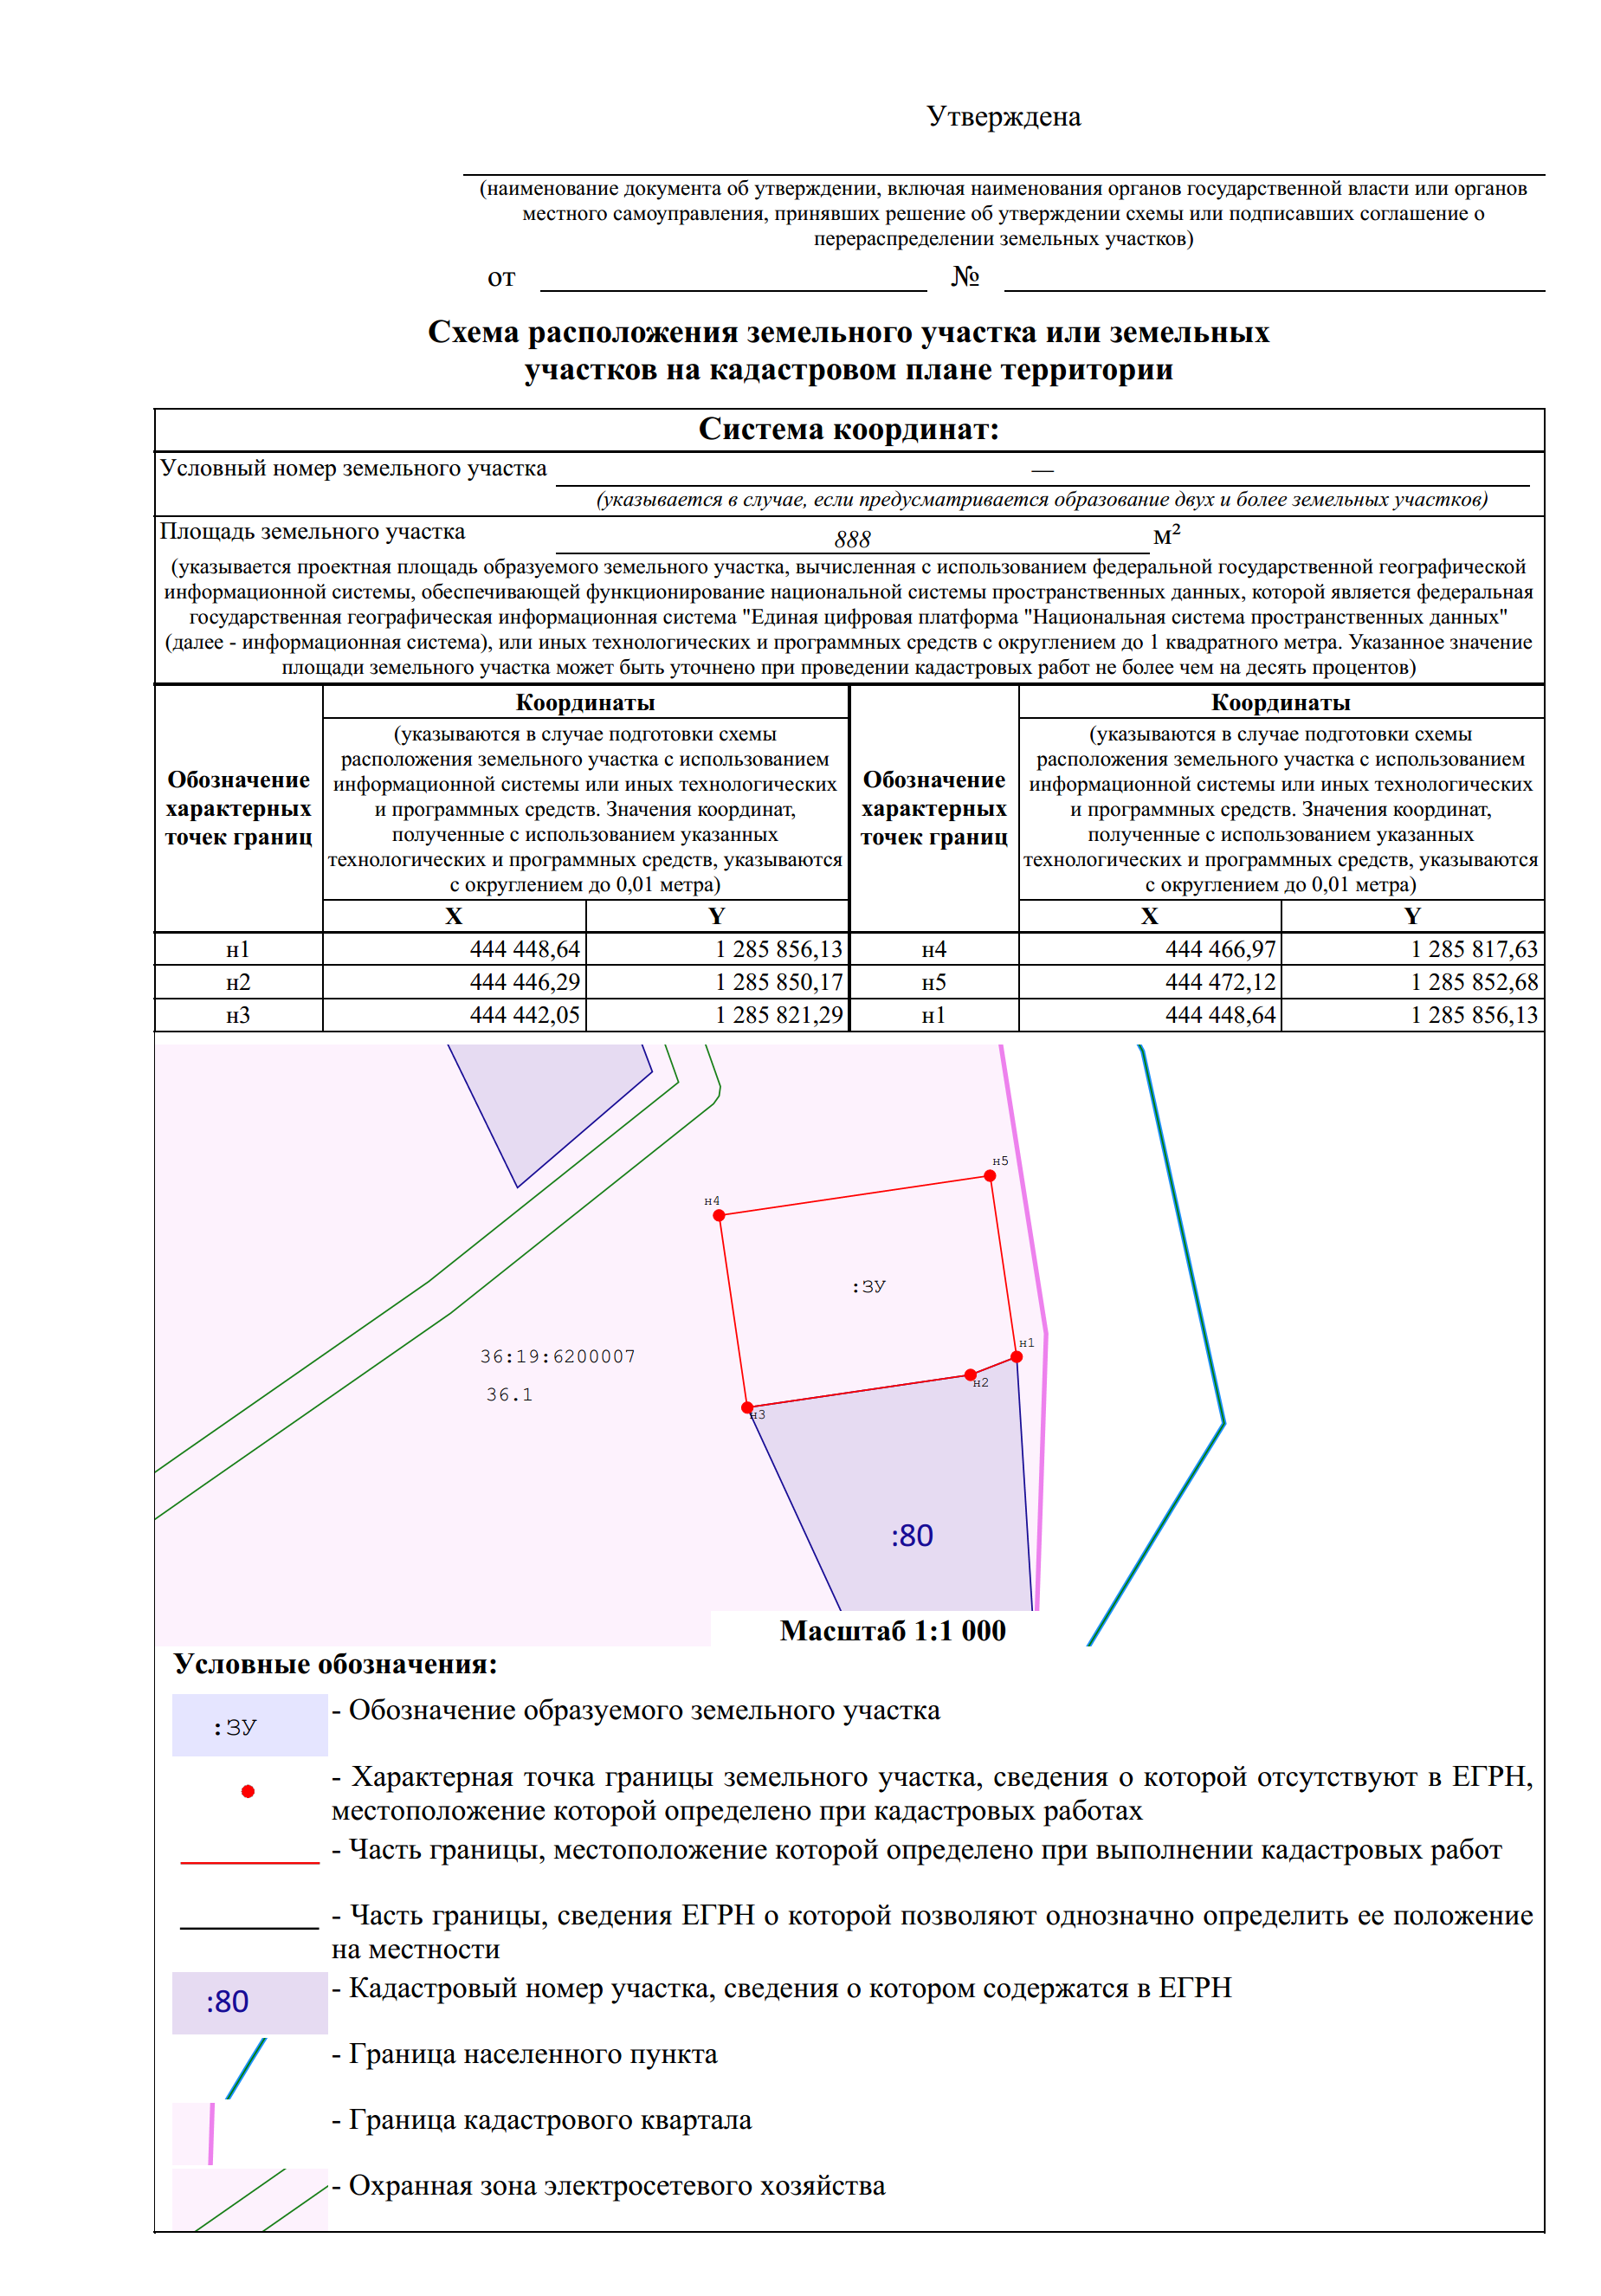 Утверждена
(наименование документа об утверждении, включая наименования органов государственной власти или органов
местного самоуправления, принявших решение об утверждении схемы или подписавших соглашение о
перераспределении земельных участков)
от № 
Схема расположения земельного участка или земельных
участков на кадастровом плане территории
Система координат:
Условный номер земельного участка —
(указывается в случае, если предусматривается образование двух и более земельных участков)
Площадь земельного участка 888 м²
(указывается проектная площадь образуемого земельного участка, вычисленная с использованием федеральной государственной географической
информационной системы, обеспечивающей функционирование национальной системы пространственных данных, которой является федеральная
государственная географическая информационная система "Единая цифровая платформа "Национальная система пространственных данных"
(далее - информационная система), или иных технологических и программных средств с округлением до 1 квадратного метра. Указанное значение
площади земельного участка может быть уточнено при проведении кадастровых работ не более чем на десять процентов)
Обозначение
характерных
точек границ
Координаты
(указываются в случае подготовки схемы
расположения земельного участка с использованием
информационной системы или иных технологических
и программных средств. Значения координат,
полученные с использованием указанных
технологических и программных средств, указываются
с округлением до 0,01 метра)
X Y
Обозначение
характерных
точек границ
Координаты
(указываются в случае подготовки схемы
расположения земельного участка с использованием
информационной системы или иных технологических
и программных средств. Значения координат,
полученные с использованием указанных
технологических и программных средств, указываются
с округлением до 0,01 метра)
X Y
н1 444 448,64 1 285 856,13 н4 444 466,97 1 285 817,63
н2 444 446,29 1 285 850,17 н5 444 472,12 1 285 852,68
н3 444 442,05 1 285 821,29 н1 444 448,64 1 285 856,13
н5
н4
:ЗУ
н1
36:19:6200007
н2
36.1
н3
:80
Масштаб 1:1 000
Условные обозначения:
:ЗУ - Обозначение образуемого земельного участка
- Характерная точка границы земельного участка, сведения о которой отсутствуют в ЕГРН,
местоположение которой определено при кадастровых работах
- Часть границы, местоположение которой определено при выполнении кадастровых работ
- Часть границы, сведения ЕГРН о которой позволяют однозначно определить ее положение
на местности
:80 - Кадастровый номер участка, сведения о котором содержатся в ЕГРН
- Граница населенного пункта
- Граница кадастрового квартала
- Охранная зона электросетевого хозяйства